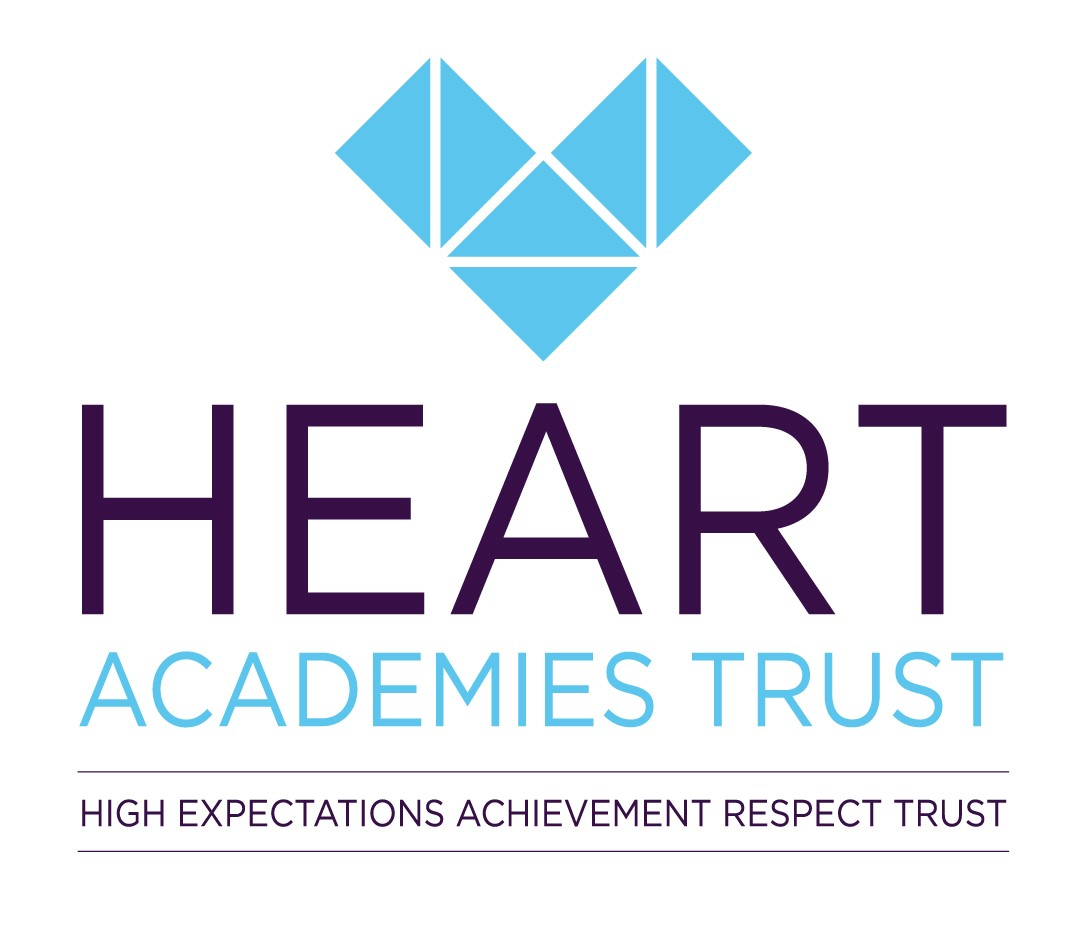 HEART
ACADEMIES TRUST
HIGH EXPECTATIONS ACHIEVEMENT RESPECT TRUST